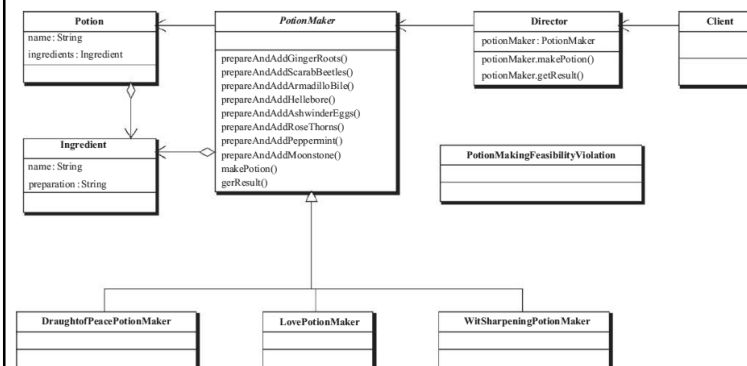 Potion
name: String
ingredients: Ingredient
PotionMaker
prepareAndAddGingerRoots()
prepareAndAddScarabBeetles()
prepareAndAddArmadilloBile()
prepareAndAddHellebore()
prepareAndAddAshwinderEggs()
prepareAndAddRoseThorns()
prepareAndAddPeppermint()
prepareAndAddMoonstone()
makePotion()
gerResult()
Director
potionMaker: PotionMaker
potionMaker.makePotion()
potionMaker.getResult()
Client
Ingredient
name: String
preparation: String
PotionMakingFeasibilityViolation
DraughtofPeacePotionMaker
LovePotionMaker
WitSharpeningPotionMaker